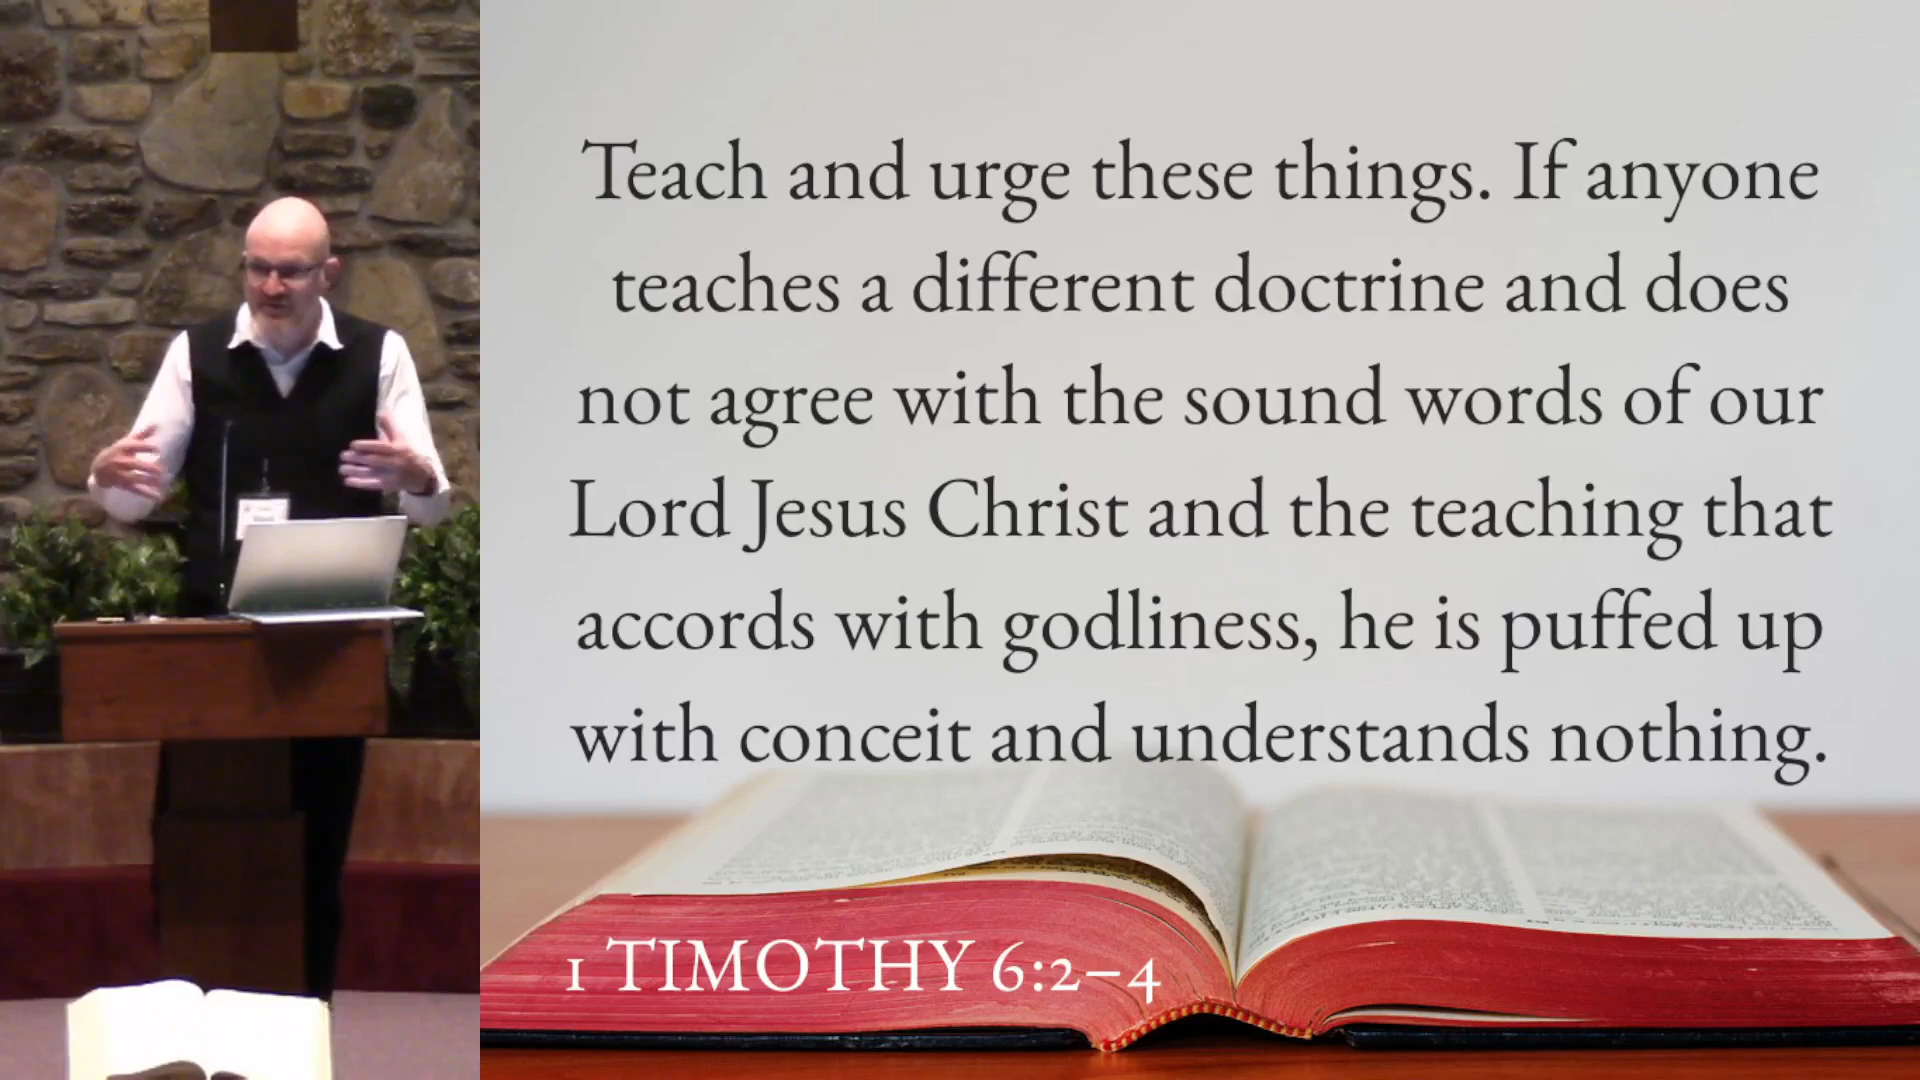 Teach and urge these things. If anyone
teaches a different doctrine and does
not agree with the sound words of our
Lord Jesus Christ and the teaching that
accords with godliness, he is puffed up
with conceit and understands nothing.
1 TIMOTHY 6:2–4